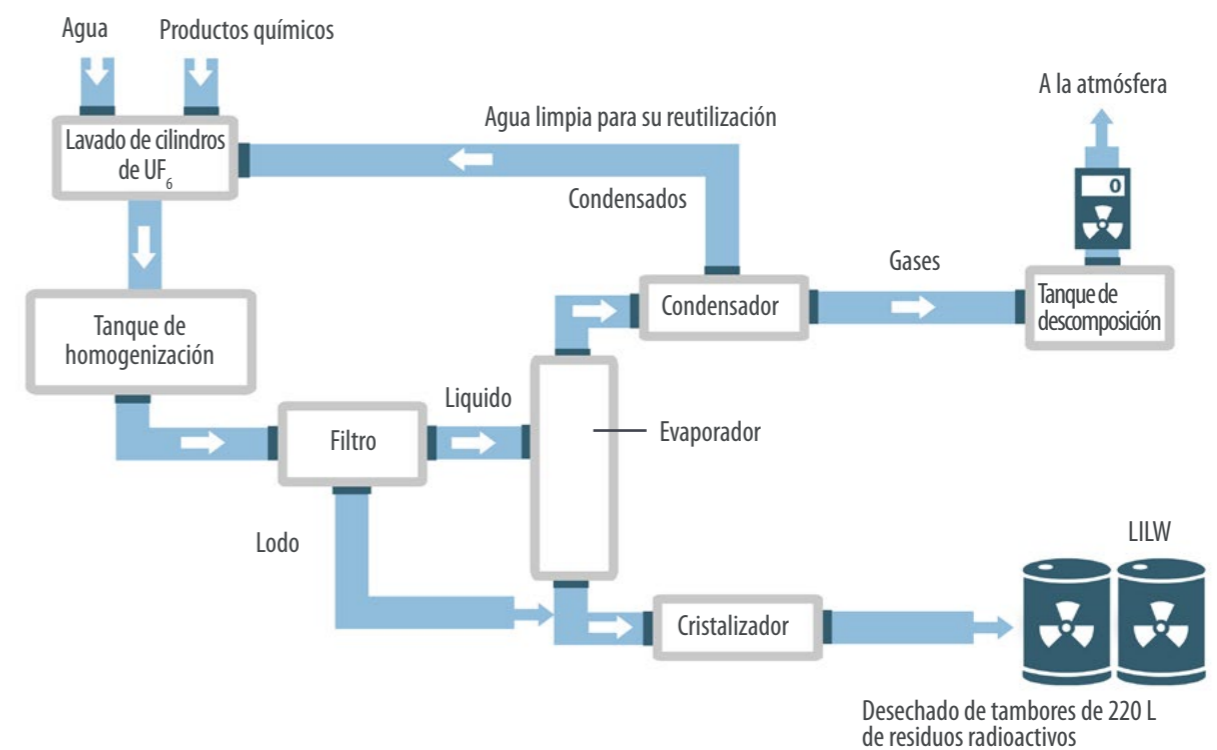 Agua
Productos químicos
A la atmósfera
Agua limpia para su reutilización
Lavado de cilindros
de UF6
Condensados
0
Gases
Condensador
Tanque de
descomposición
Tanque de
homogenización
Liquido
Filtro
Evaporador
Lodo
LILW
Cristalizador
Desechado de tambores de 220 L
de residuos radioactivos